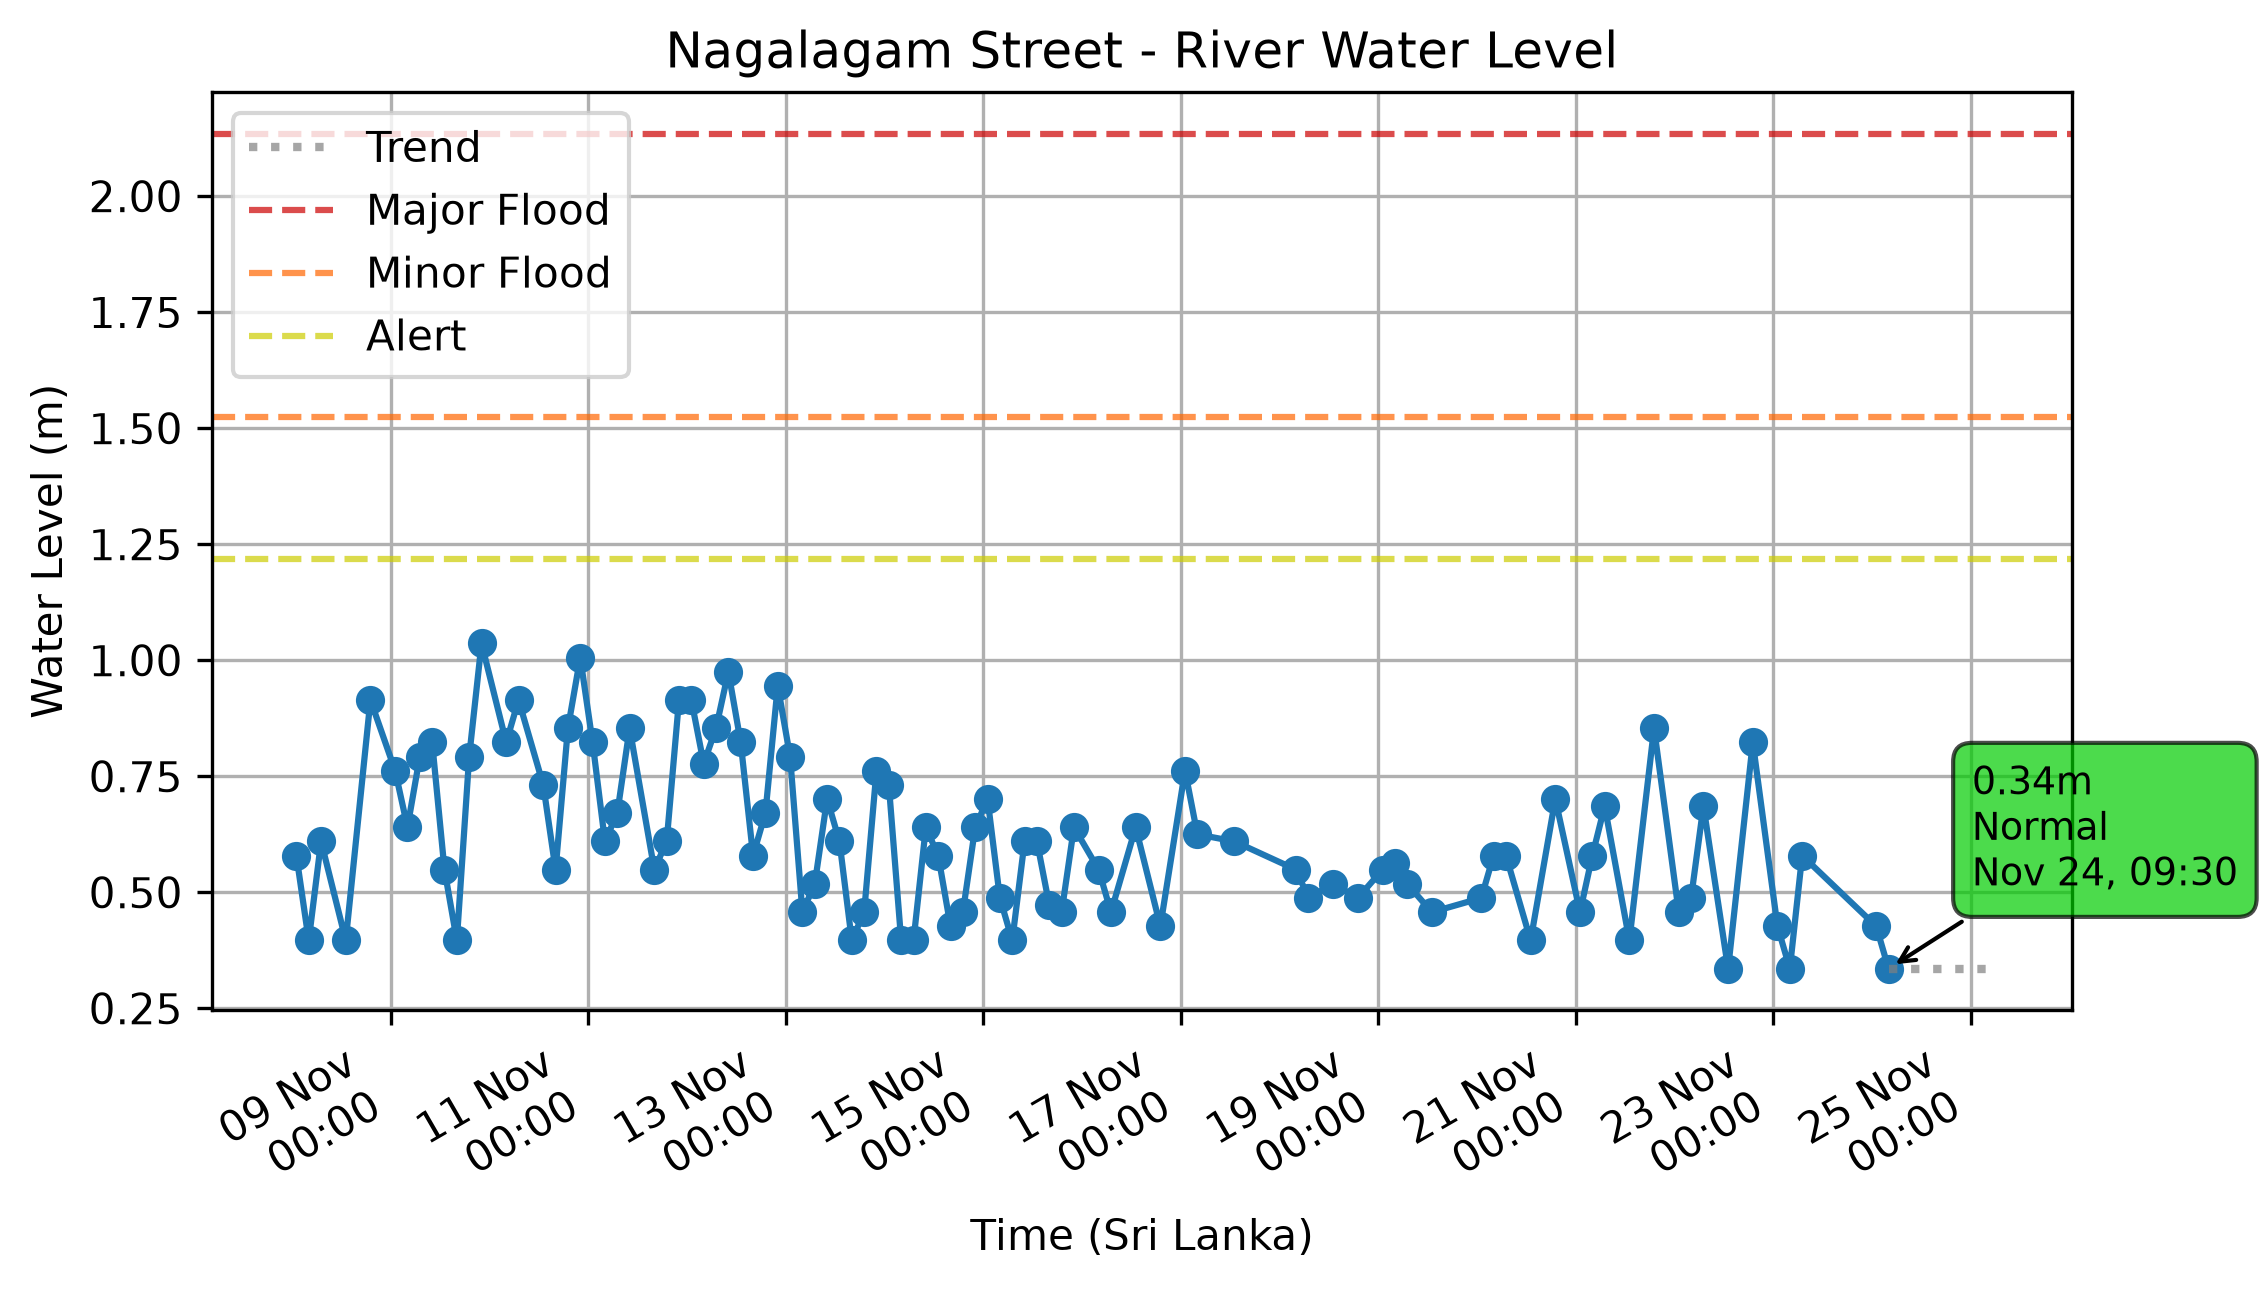 Nagalagam Street - River Water Level
Trend
Major Flood
Minor Flood
Alert
Water Level (m)
2.00
1.75
1.50
1.25
1.00
0.75
0.50
0.25
0.34m
Normal
Nov 24, 09:30
09 Nov
00:00
11 Nov
00:00
13 Nov
00:00
15 Nov
00:00
17 Nov
00:00
19 Nov
00:00
21 Nov
00:00
23 Nov
00:00
25 Nov
00:00
Time (Sri Lanka)